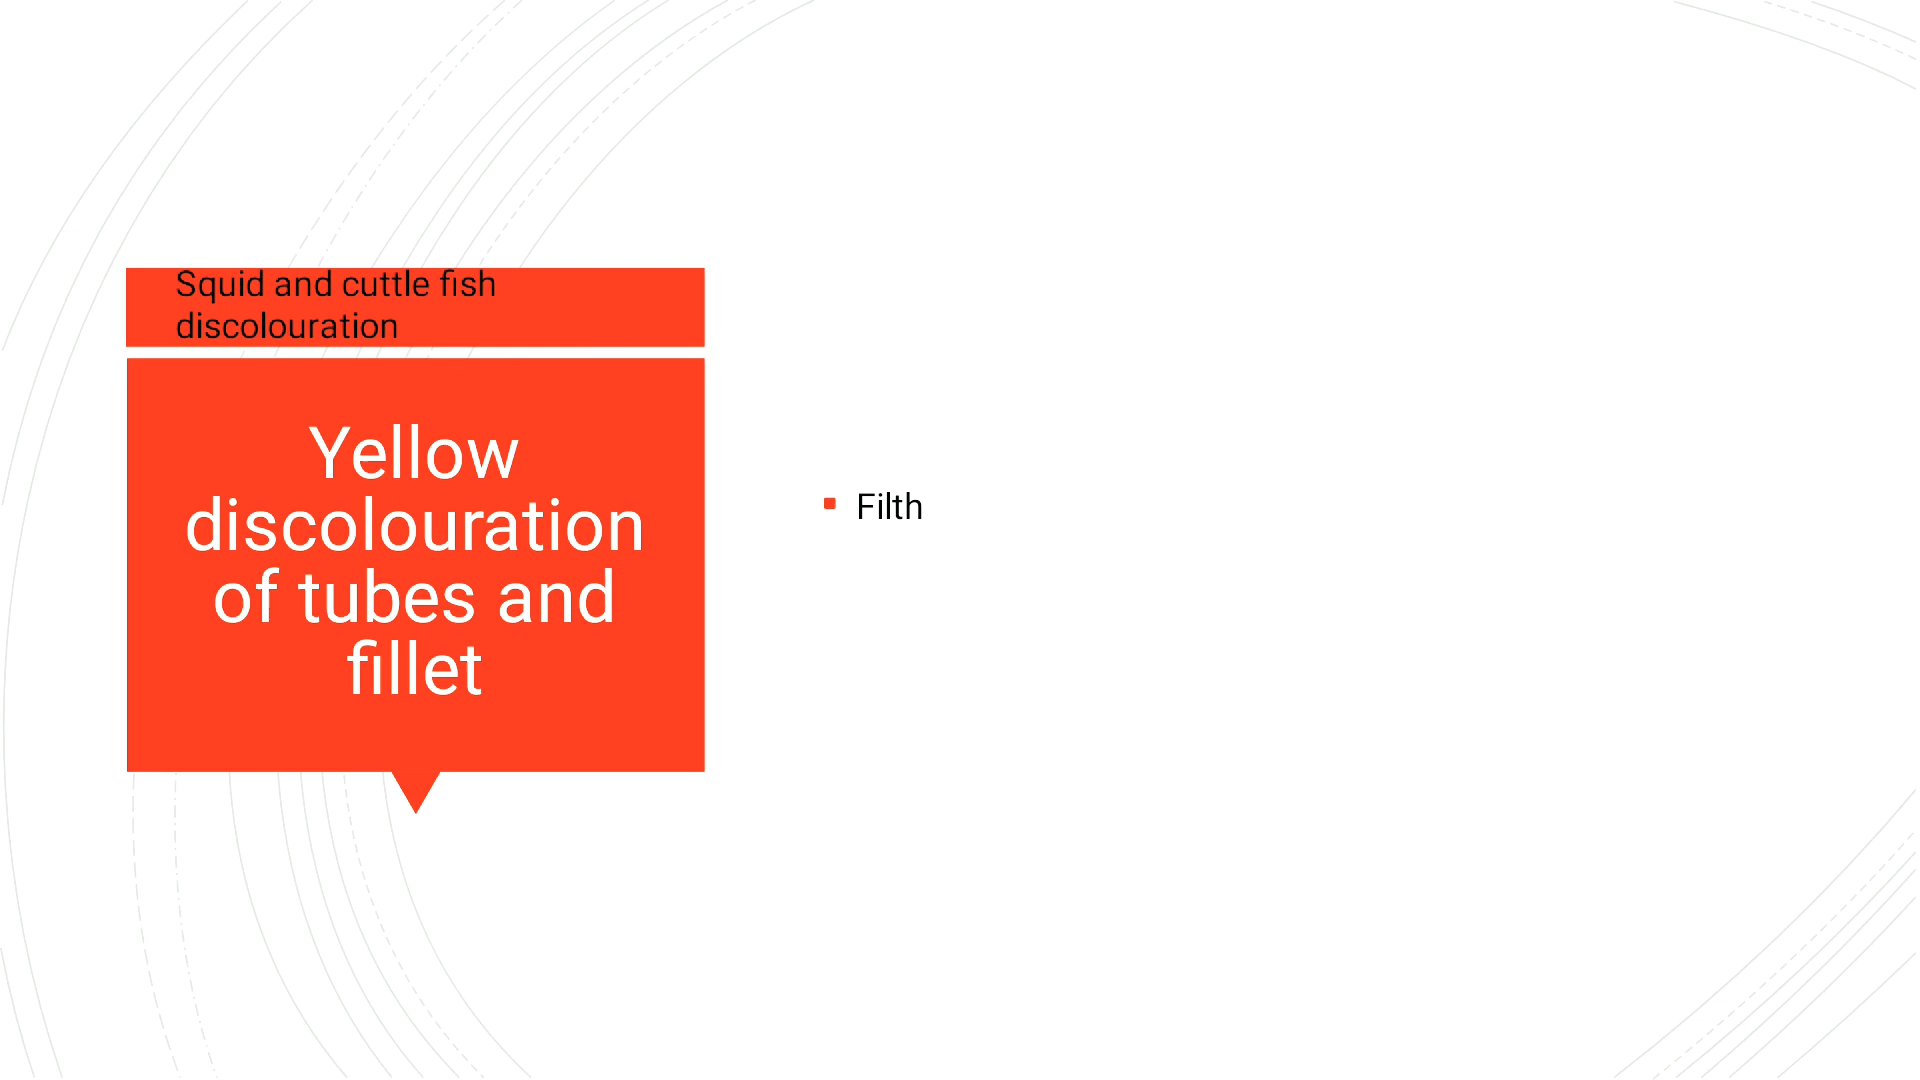 Squid and cuttle fish
discolouration
Yellow
discolouration
of tubes and
fillet
Filth